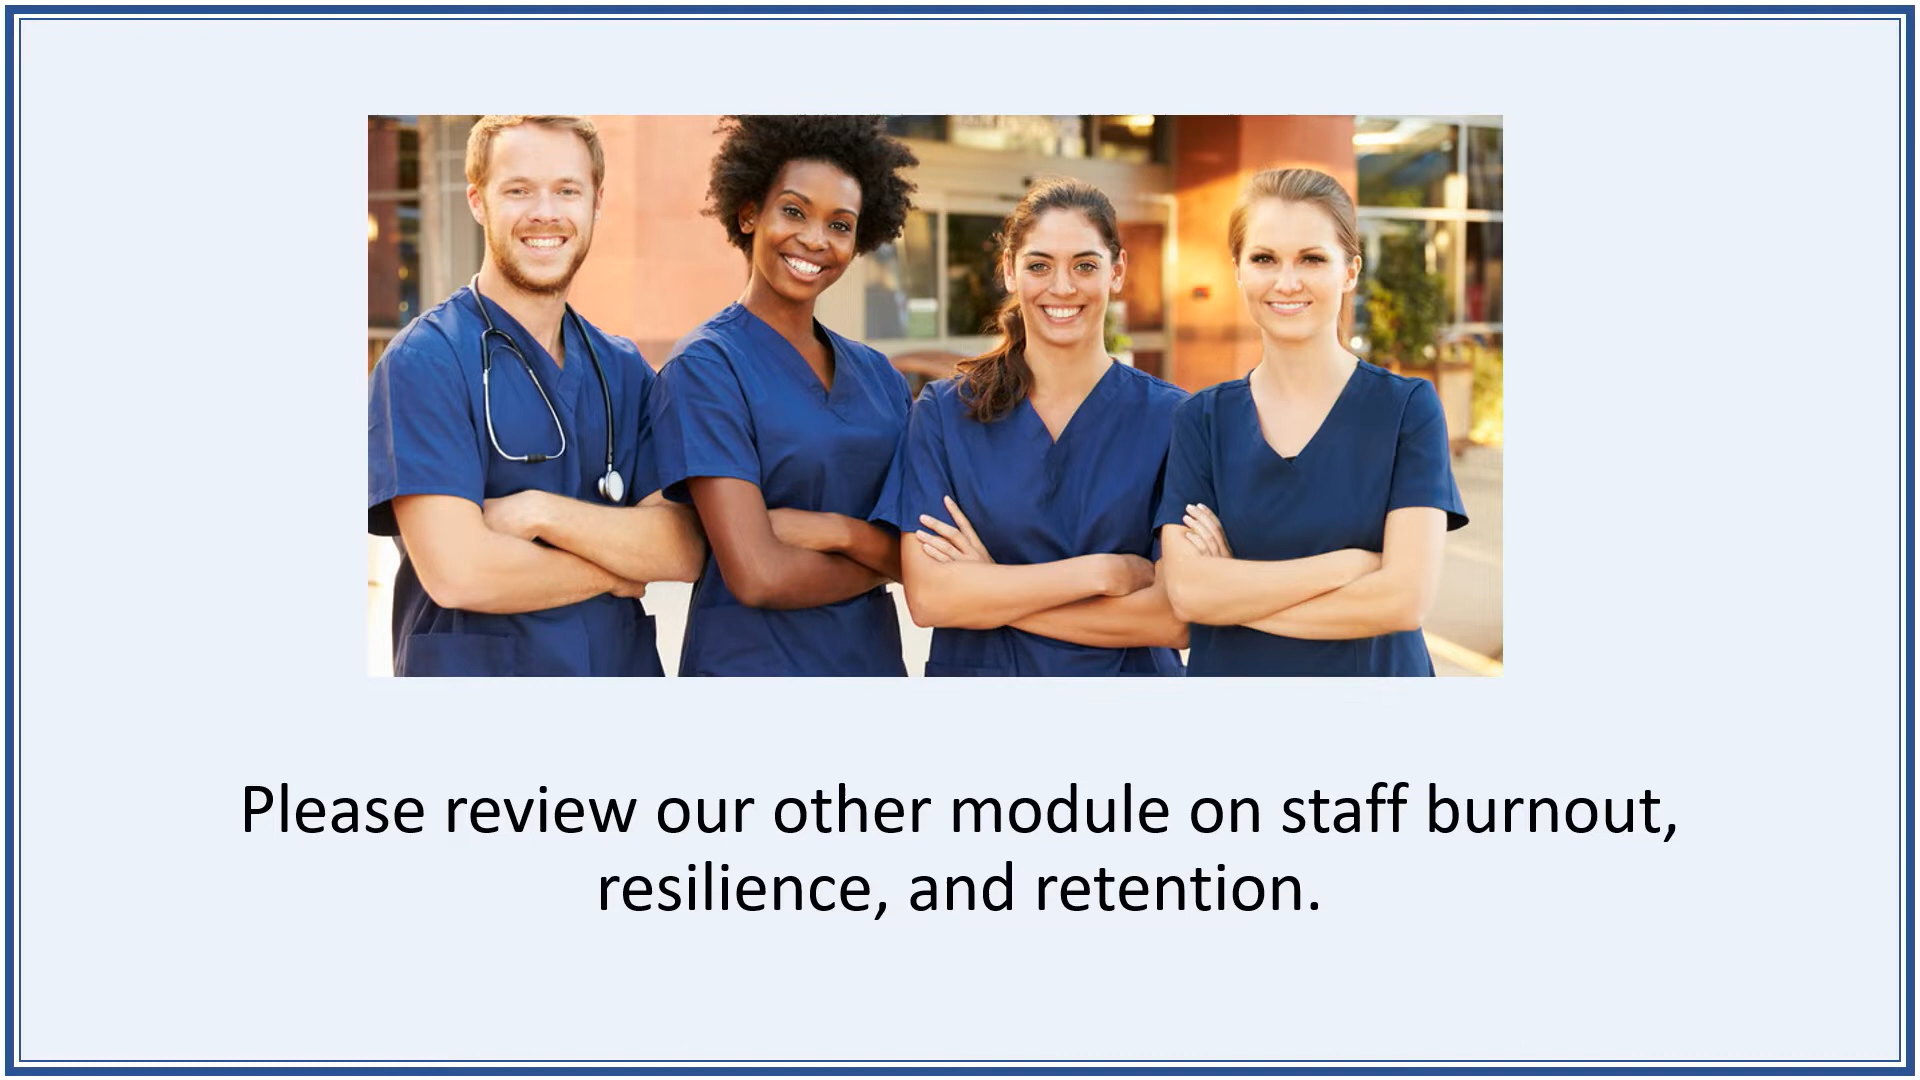 Please review our other module on staff burnout,
resilience, and retention.